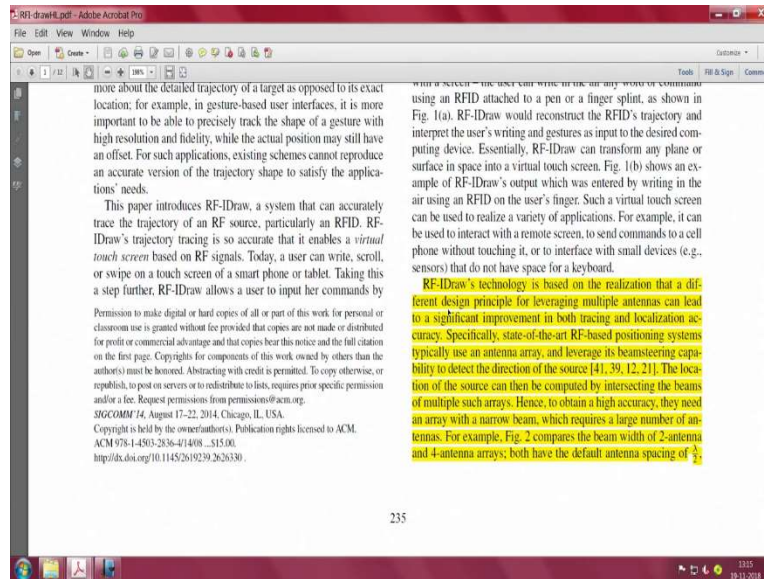 RFI-drawHL.pdf - Adobe Acrobat Pro
File Edit View Window Help
Open Create
Customize
1 / 12
Tools Fill & Sign
more about the detailed trajectory of a target as opposed to its exact
location; for example, in gesture-based user interfaces, it is more
important to be able to precisely track the shape of a gesture with
high resolution and fidelity, while the actual position may still have
an offset. For such applications, existing schemes cannot reproduce
an accurate version of the trajectory shape to satisfy the applica-
tions' needs.
This paper introduces RF-IDraw, a system that can accurately
trace the trajectory of an RF source, particularly an RFID. RF-
IDraw's trajectory tracing is so accurate that it enables a virtual
touch screen based on RF signals. Today, a user can write, scroll,
or swipe on a touch screen of a smart phone or tablet. Taking this
a step further, RF-IDraw allows a user to input her commands by
Permission to make digital or hard copies of all or part of this work for personal or
classroom use is granted without fee provided that copies are not made or distributed
for profit or commercial advantage and that copies bear this notice and the full citation
on the first page. Copyrights for components of this work owned by others than the
author(s) must be honored. Abstracting with credit is permitted. To copy otherwise, or
republish, to post on servers or to redistribute to lists, requires prior specific permission
and/or a fee. Request permissions from permissions@acm.org.
SIGCOMM'14, August 17–22, 2014, Chicago, IL, USA.
Copyright is held by the owner/author(s). Publication rights licensed to ACM.
ACM 978-1-4503-2836-4/14/08 ...$15.00.
http://dx.doi.org/10.1145/2619239.2626330 .
with a screen – the user can write in the air any word or command
using an RFID attached to a pen or a finger splint, as shown in
Fig. 1(a). RF-IDraw would reconstruct the RFID's trajectory and
interpret the user's writing and gestures as input to the desired com-
puting device. Essentially, RF-IDraw can transform any plane or
surface in space into a virtual touch screen. Fig. 1(b) shows an ex-
ample of RF-IDraw's output which was entered by writing in the
air using an RFID on the user's finger. Such a virtual touch screen
can be used to realize a variety of applications. For example, it can
be used to interact with a remote screen, to send commands to a cell
phone without touching it, or to interface with small devices (e.g.,
sensors) that do not have space for a keyboard.
RF-IDraw's technology is based on the realization that a dif-
ferent design principle for leveraging multiple antennas can lead
to a significant improvement in both tracing and localization ac-
curacy. Specifically, state-of-the-art RF-based positioning systems
typically use an antenna array, and leverage its beamsteering capa-
bility to detect the direction of the source [41, 39, 12, 21]. The loca-
tion of the source can then be computed by intersecting the beams
of multiple such arrays. Hence, to obtain a high accuracy, they need
an array with a narrow beam, which requires a large number of an-
tennas. For example, Fig. 2 compares the beam width of 2-antenna
and 4-antenna arrays; both have the default antenna spacing of λ/2,
235
13:15
19-11-2018